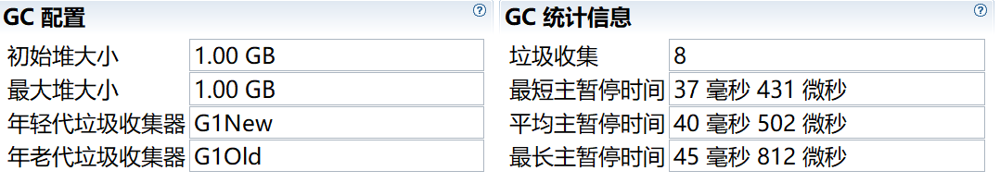 GC 配置
初始堆大小 1.00 GB
最大堆大小 1.00 GB
年轻代垃圾收集器 G1New
年老代垃圾收集器 G1Old
GC 统计信息
垃圾收集 8
最短主暂停时间 37 毫秒 431 微秒
平均主暂停时间 40 毫秒 502 微秒
最长主暂停时间 45 毫秒 812 微秒